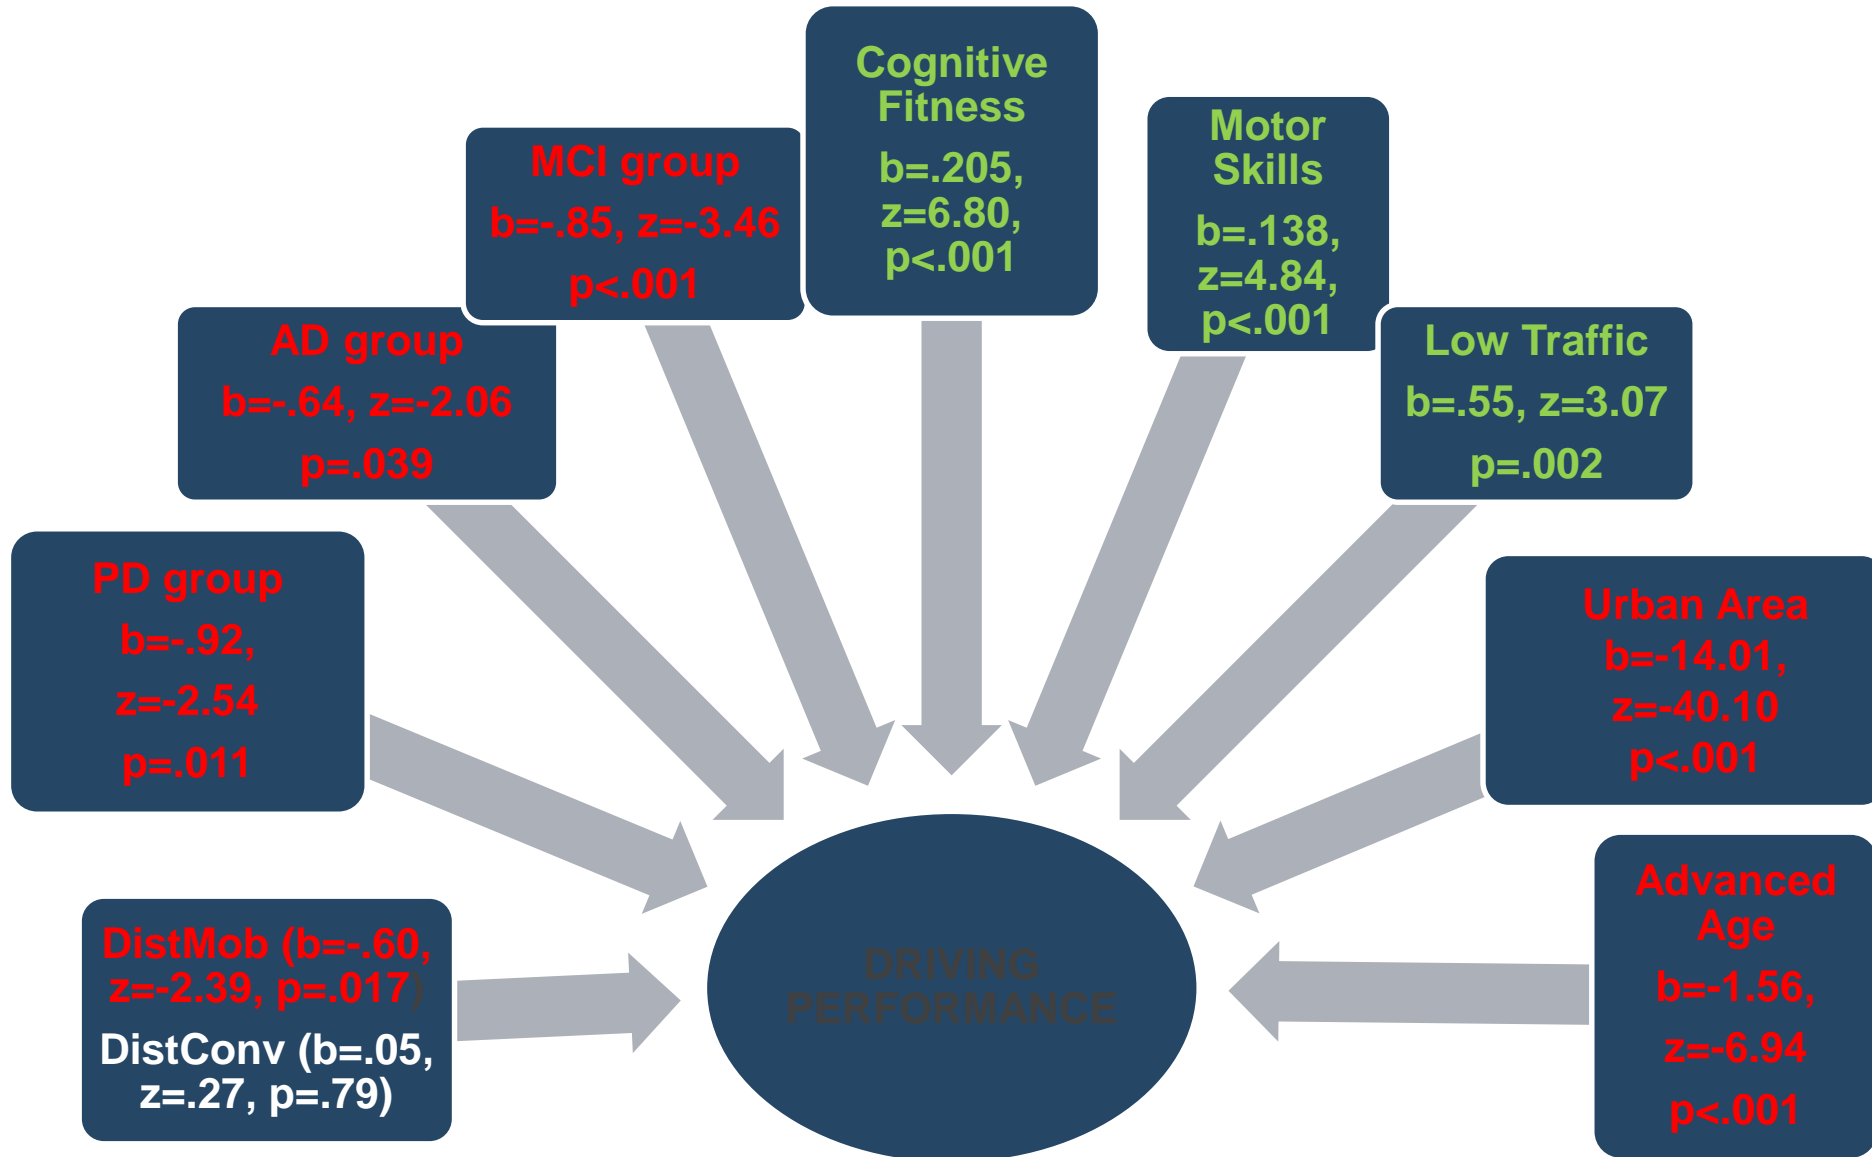 Cognitive
Fitness
b=.205,
z=6.80,
p<.001
Motor
Skills
b=.138,
z=4.84,
p<.001
MCI group
b=-.85, z=-3.46
p<.001
AD group
b=-.64, z=-2.06
p=.039
Low Traffic
b=.55, z=3.07
p=.002
PD group
b=-.92,
z=-2.54
p=.011
Urban Area
b=-14.01,
z=-40.10
p<.001
DistMob (b=-.60,
z=-2.39, p=.017)
DistConv (b=.05,
z=.27, p=.79)
DRIVING
PERFORMANCE
Advanced
Age
b=-1.56,
z=-6.94
p<.001